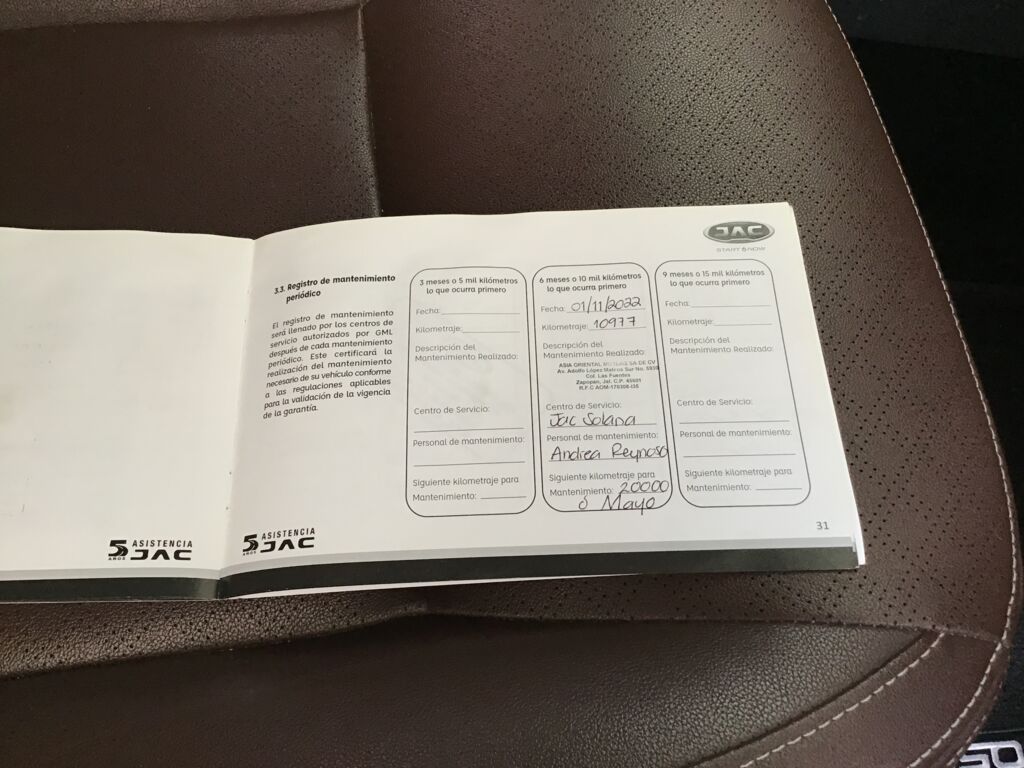 JAC
START NOW
3.3. Registro de mantenimiento
periódico
El registro de mantenimiento
será llenado por los centros de
servicio autorizados por GML
después de cada mantenimiento
periódico. Este certificará la
realización del mantenimiento
necesario de su vehículo conforme
a las regulaciones aplicables
para la validación de la vigencia
de la garantía.
3 meses o 5 mil kilómetros
lo que ocurra primero
Fecha:
Kilometraje:
Descripción del
Mantenimiento Realizado:
Centro de Servicio:
Personal de mantenimiento:
Siguiente kilometraje para
Mantenimiento:
6 meses o 10 mil kilómetros
lo que ocurra primero
Fecha: 01/11/2022
Kilometraje: 10977
Descripción del
Mantenimiento Realizado:
ASIA ORIENTAL MOTORS SA DE CV
Av. Adolfo López Mateos Sur No.
Col. Las Fuentes
Zapopan, Jal. C.P.
R.F.C
Centro de Servicio:
Jac Solana
Personal de mantenimiento:
Andrea Reynoso
Siguiente kilometraje para
Mantenimiento: 20000
ó Mayo
9 meses o 15 mil kilómetros
lo que ocurra primero
Fecha:
Kilometraje:
Descripción del
Mantenimiento Realizado:
Centro de Servicio:
Personal de mantenimiento:
Siguiente kilometraje para
Mantenimiento:
5 AÑOS ASISTENCIA JAC
5 AÑOS ASISTENCIA JAC
31